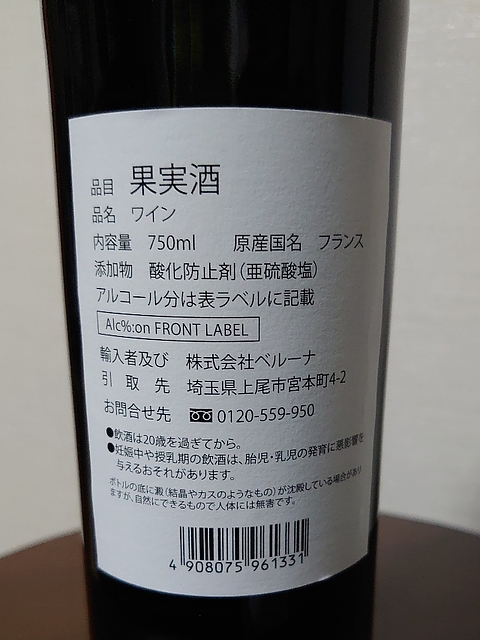 品目 果実酒
品名 ワイン
内容量 750ml 原産国名 フランス
添加物 酸化防止剤(亜硫酸塩)
アルコール分は表ラベルに記載
Alc%:on FRONT LABEL
輸入者及び 株式会社ベルーナ
引取先 埼玉県上尾市宮本町4-2
お問合せ先 0120-559-950
●飲酒は20歳を過ぎてから。
●妊娠中や授乳期の飲酒は、胎児・乳児の発育に悪影響を
与えるおそれがあります。
ボトルの底に澱(結晶やカスのようなもの)が沈殿している場合があり
ますが、自然にできるもので人体には無害です。
4 908075 961331